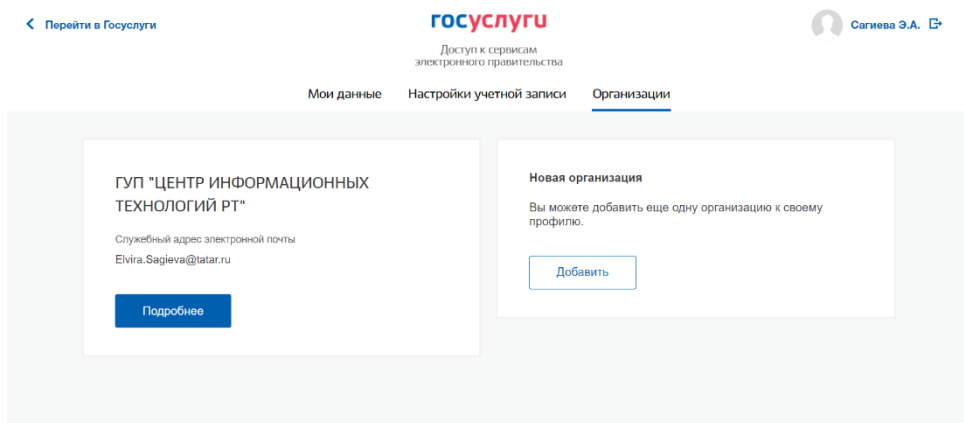 Перейти в Госуслуги
госуслуги
Сагиева Э.А.
Доступ к сервисам
электронного правительства
Мои данные Настройки учетной записи Организации
ГУП "ЦЕНТР ИНФОРМАЦИОННЫХ
ТЕХНОЛОГИЙ РТ"
Служебный адрес электронной почты
Elvira.Sagieva@tatar.ru
Подробнее
Новая организация
Вы можете добавить еще одну организацию к своему
профилю.
Добавить